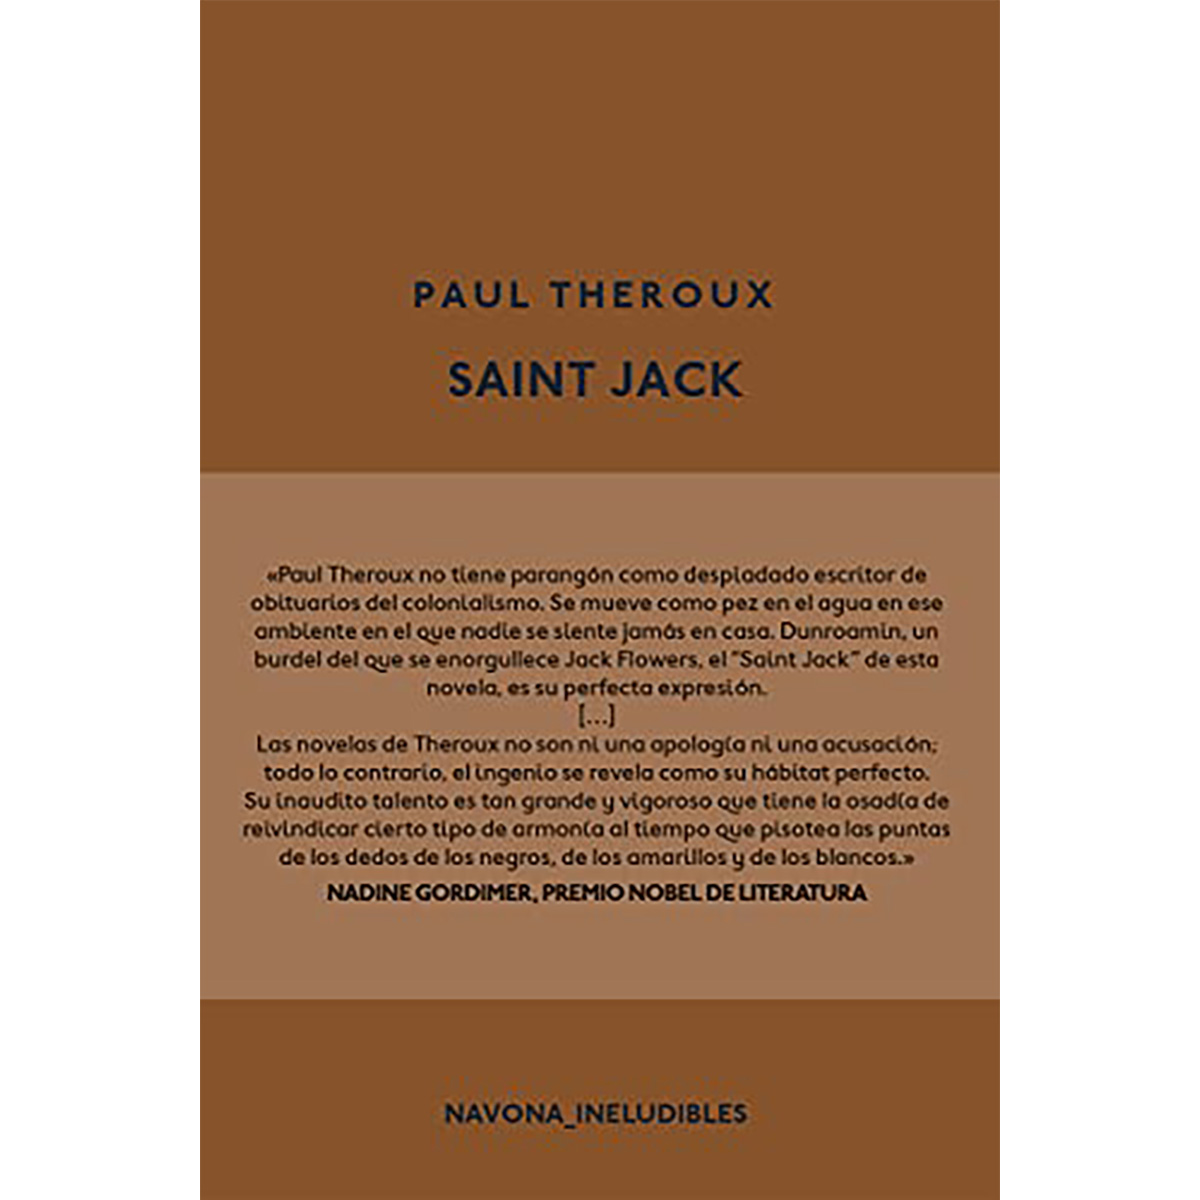 PAUL THEROUX
SAINT JACK
«Paul Theroux no tiene parangón como despiadado escritor de
obituarios del colonialismo. Se mueve como pez en el agua en ese
ambiente en el que nadie se siente jamás en casa. Dunroamin, un
burdel del que se enorgullece Jack Flowers, el "Saint Jack" de esta
novela, es su perfecta expresión.
[...]
Las novelas de Theroux no son ni una apología ni una acusación;
todo lo contrario, el ingenio se revela como su hábitat perfecto.
Su inaudito talento es tan grande y vigoroso que tiene la osadía de
reivindicar cierto tipo de armonía al tiempo que pisotea las puntas
de los dedos de los negros, de los amarillos y de los blancos.»
NADINE GORDIMER, PREMIO NOBEL DE LITERATURA
NAVONA_INELUDIBLES